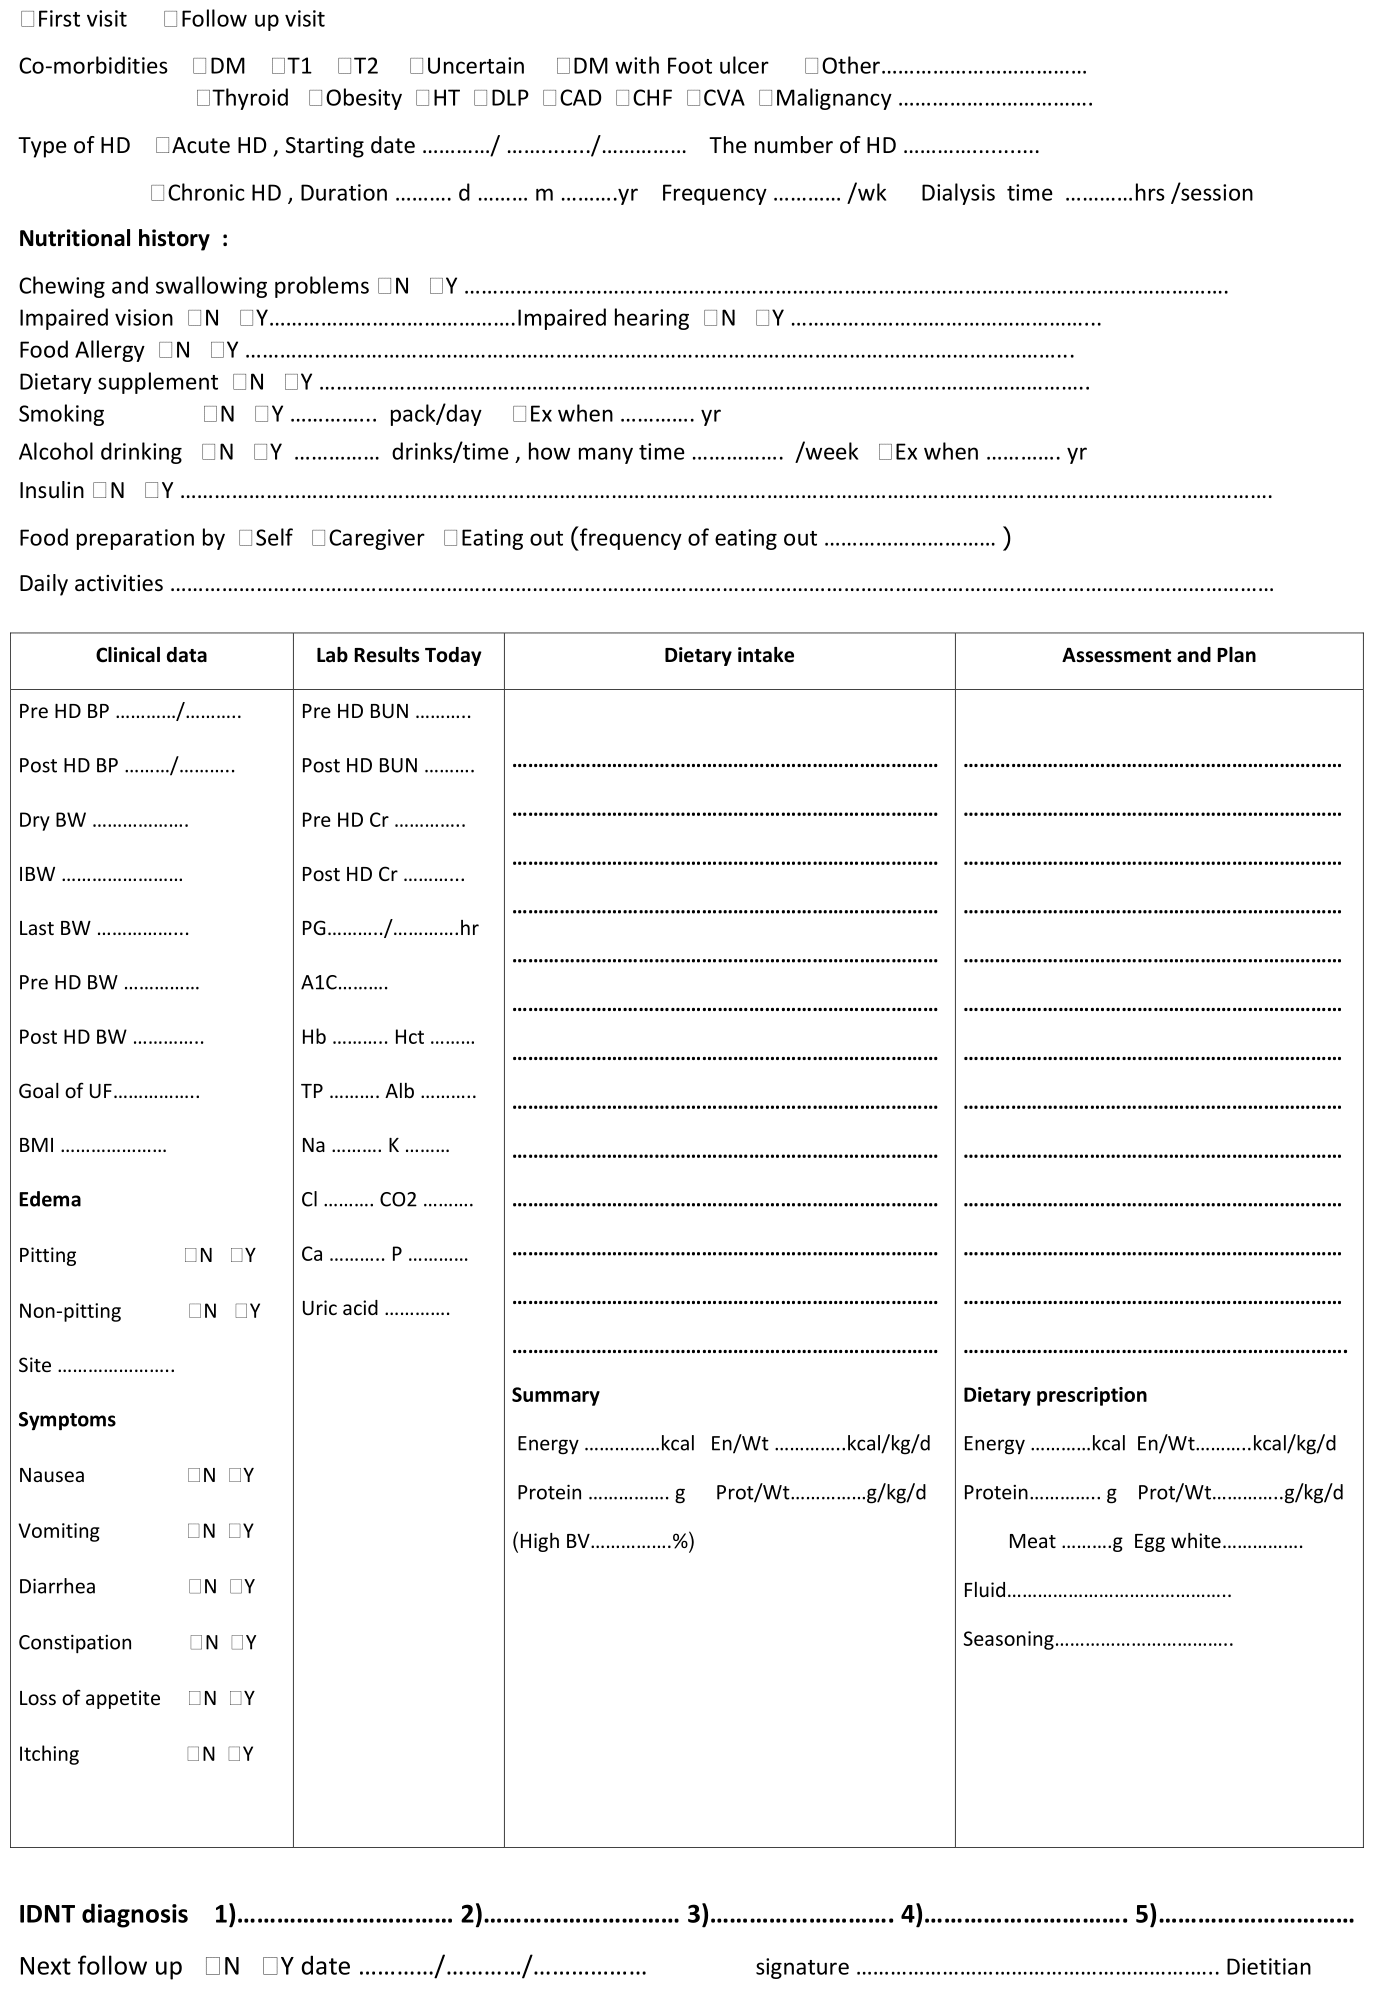 ☐First visit ☐Follow up visit
Co-morbidities ☐DM ☐T1 ☐T2 ☐Uncertain ☐DM with Foot ulcer ☐Other………………………………
☐Thyroid ☐Obesity ☐HT ☐DLP ☐CAD ☐CHF ☐CVA ☐Malignancy …………………………….
Type of HD ☐Acute HD , Starting date …………/ ……......../…………… The number of HD …………..........…
☐Chronic HD , Duration ………. d ……… m ……….yr Frequency ………… /wk Dialysis time …………hrs /session
Nutritional history :
Chewing and swallowing problems ☐N ☐Y ……………………………………………………………………………………………………………………….
Impaired vision ☐N ☐Y…………………………………….Impaired hearing ☐N ☐Y ……………………………………………...
Food Allergy ☐N ☐Y …………………………………………………………………………………………………………………………………...
Dietary supplement ☐N ☐Y ………………………………………………………………………………………………………………………..
Smoking ☐N ☐Y …………... pack/day ☐Ex when ………… yr
Alcohol drinking ☐N ☐Y ………….. drinks/time , how many time ……………. /week ☐Ex when …………. yr
Insulin ☐N ☐Y …………………………………………………………………………………………………………………………………………………………….
Food preparation by ☐Self ☐Caregiver ☐Eating out (frequency of eating out ………………………… )
Daily activities ………………………………………………………………………………………………………………………………………………………………
Clinical data
Pre HD BP …………/………..
Post HD BP ………/………..
Dry BW ……………….
IBW ……………………
Last BW ……………...
Pre HD BW ……………
Post HD BW …………..
Goal of UF……………..
BMI …………………
Edema
Pitting ☐N ☐Y
Non-pitting ☐N ☐Y
Site …………………..
Symptoms
Nausea ☐N ☐Y
Vomiting ☐N ☐Y
Diarrhea ☐N ☐Y
Constipation ☐N ☐Y
Loss of appetite ☐N ☐Y
Itching ☐N ☐Y
Lab Results Today
Pre HD BUN ………..
Post HD BUN ……….
Pre HD Cr …………..
Post HD Cr ………...
PG………../………….hr
A1C………
Hb ……….. Hct ………
TP ………. Alb ………..
Na ………. K ………
Cl ………. CO2 ……….
Ca ……….. P …………
Uric acid ………….
Dietary intake
………………………………………………………………………
………………………………………………………………………
………………………………………………………………………
………………………………………………………………………
………………………………………………………………………
………………………………………………………………………
………………………………………………………………………
………………………………………………………………………
………………………………………………………………………
………………………………………………………………………
………………………………………………………………………
………………………………………………………………………
………………………………………………………………………
Summary
Energy …………..kcal En/Wt …………..kcal/kg/d
Protein ……………. g Prot/Wt…………..g/kg/d
(High BV…………….%)
Assessment and Plan
………………………………………………………………
………………………………………………………………
………………………………………………………………
………………………………………………………………
………………………………………………………………
………………………………………………………………
………………………………………………………………
………………………………………………………………
………………………………………………………………
………………………………………………………………
………………………………………………………………
………………………………………………………………
……………………………………………………………….
Dietary prescription
Energy …………kcal En/Wt………..kcal/kg/d
Protein………….. g Prot/Wt…………..g/kg/d
Meat ……….g Egg white…………….
Fluid……………………………………..
Seasoning……………………………..
IDNT diagnosis 1)……………………………… 2)…………………………… 3)…………………………. 4)……………………………. 5)……………………………
Next follow up ☐N ☐Y date …………/…………/………………
signature ……………………………………………………….. Dietitian